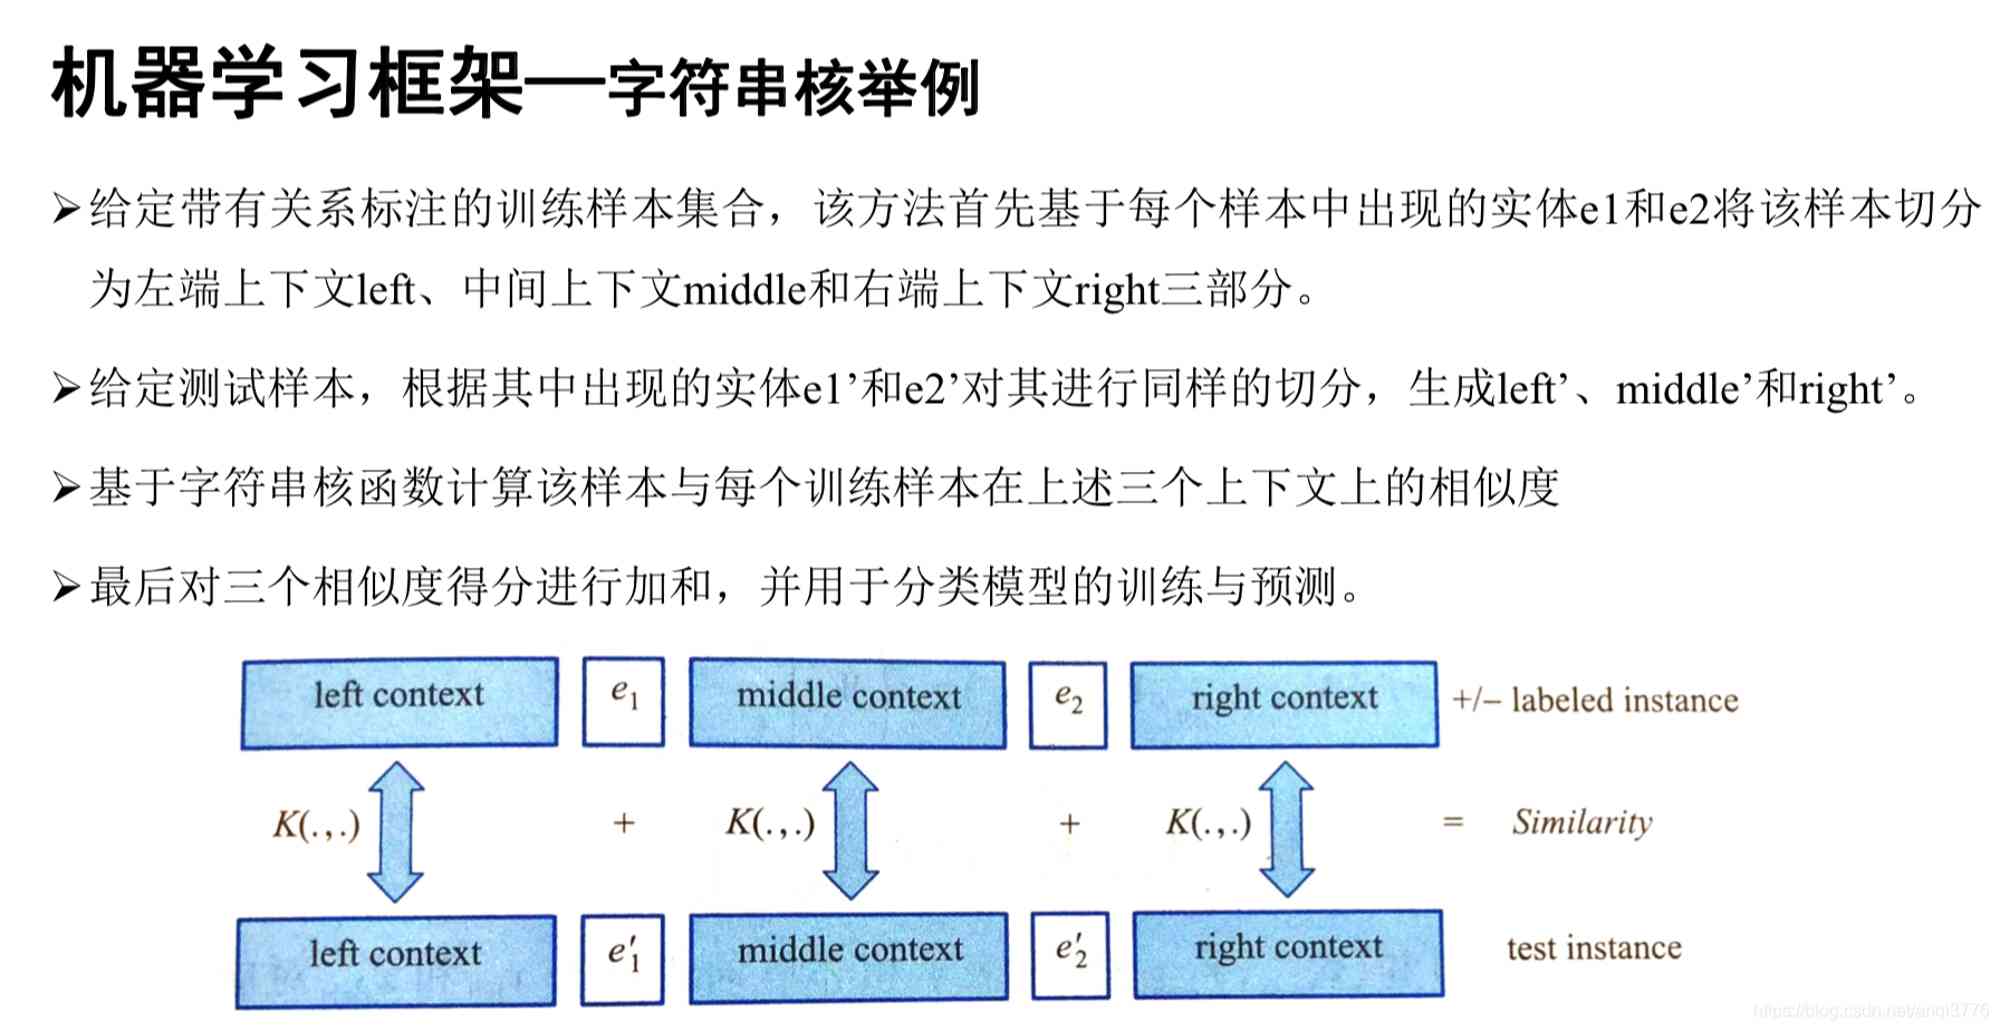 机器学习框架—字符串核举例
➢给定带有关系标注的训练样本集合，该方法首先基于每个样本中出现的实体e1和e2将该样本切分
为左端上下文left、中间上下文middle和右端上下文right三部分。
➢给定测试样本，根据其中出现的实体e1’和e2’对其进行同样的切分，生成left’、middle’和right’。
➢基于字符串核函数计算该样本与每个训练样本在上述三个上下文上的相似度
➢最后对三个相似度得分进行加和，并用于分类模型的训练与预测。
left context e₁ middle context e₂ right context +/− labeled instance
K(.,.) + K(.,.) + K(.,.) = Similarity
left context e′₁ middle context e′₂ right context test instance
https://blog.csdn.net/anqi3776